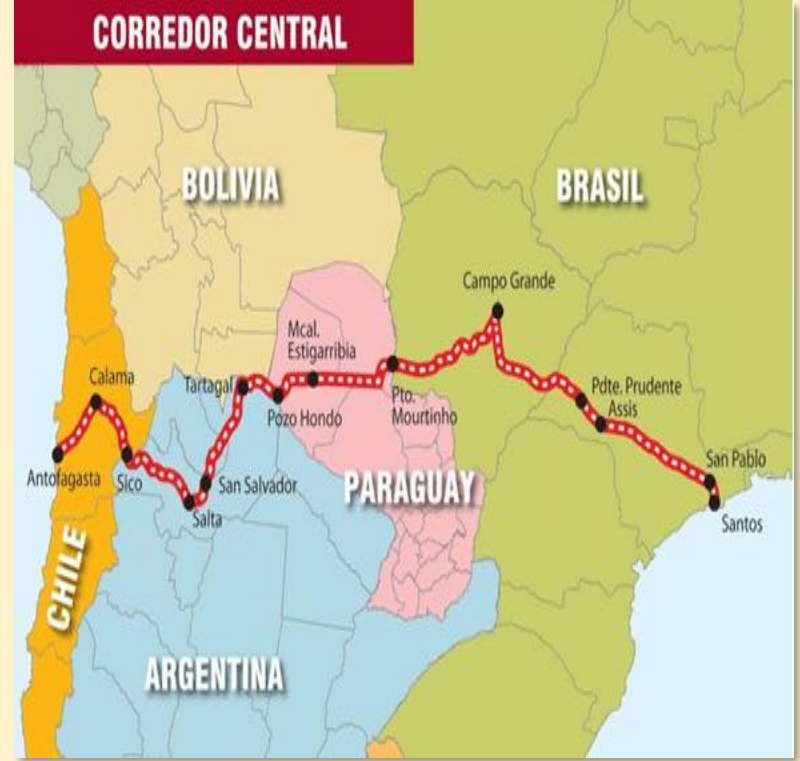 CORREDOR CENTRAL
BOLIVIA
BRASIL
Campo Grande
Mcal.
Estigarribia
Calama
Tartagal
Pozo Hondo
Pto.
Mourtinho
Pdte. Prudente
Assis
San Pablo
Santos
Antofagasta
Sico
San Salvador
Salta
PARAGUAY
CHILE
ARGENTINA